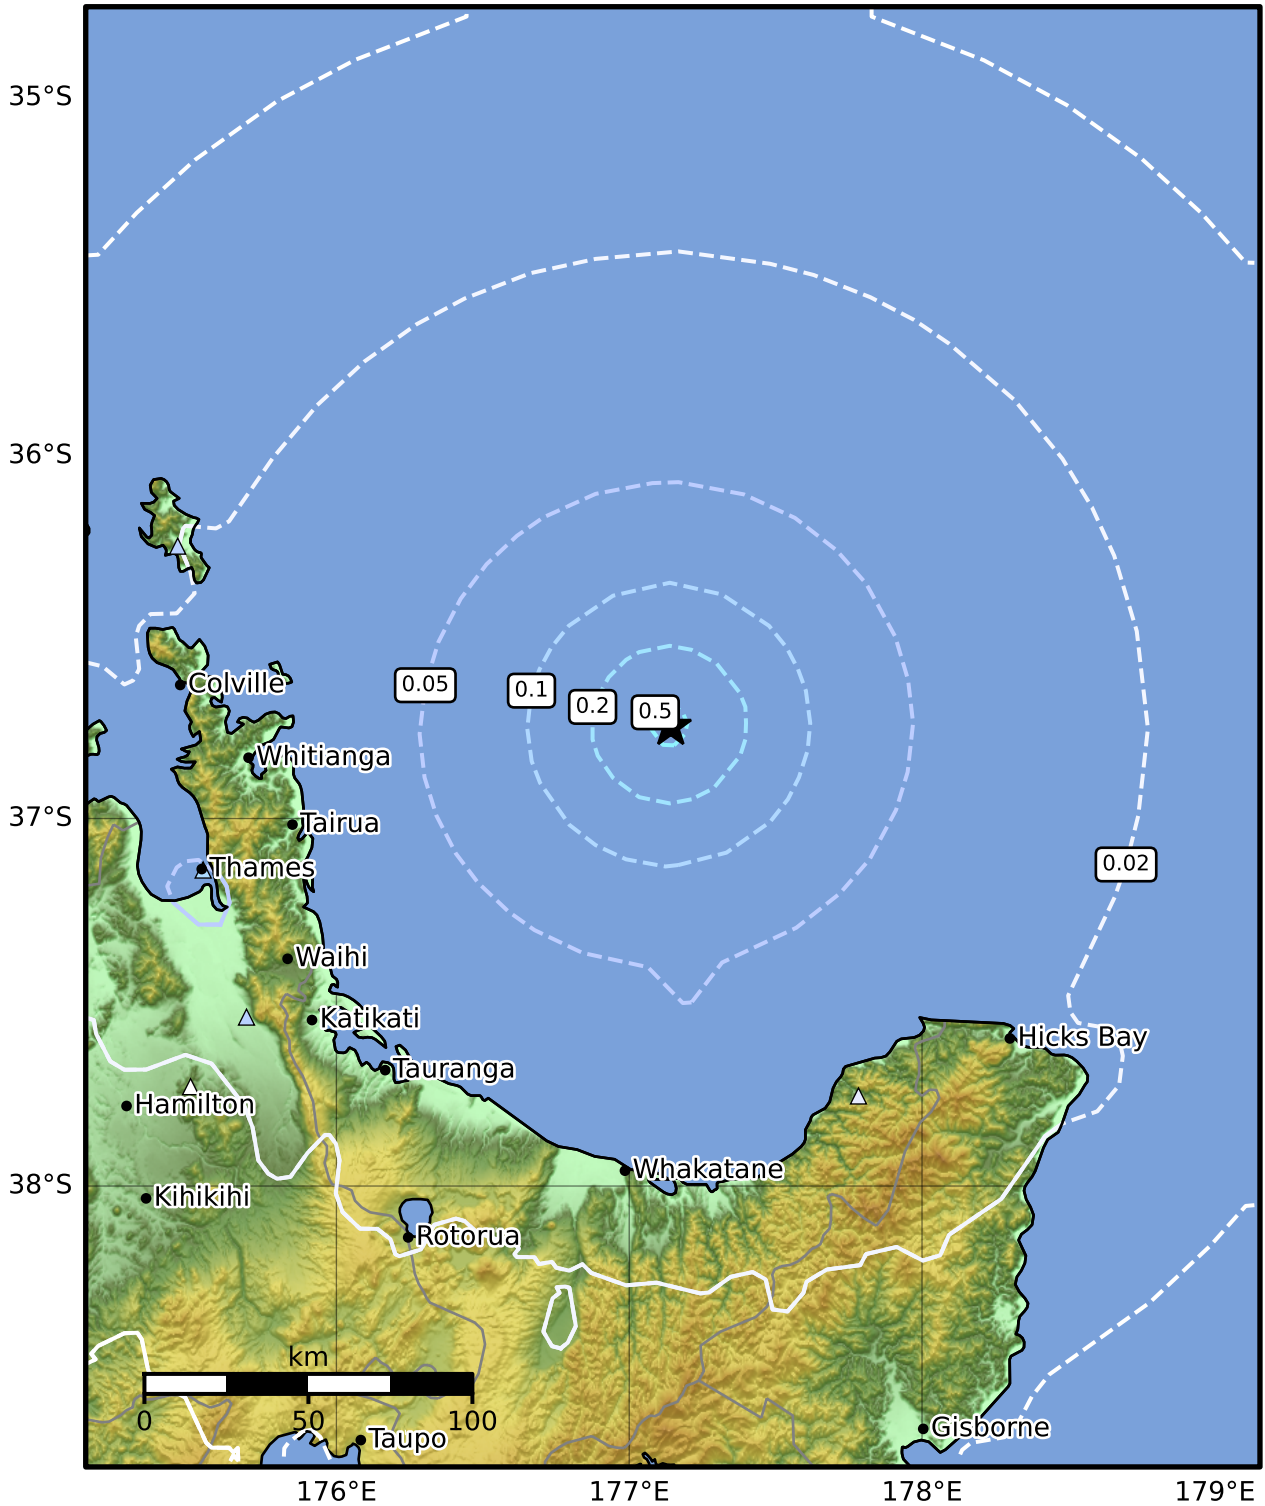 35°S
36°S
Colville
0.05
0.1
0.2
0.5
Whitianga
37°S
Tairua
Thames
0.02
Waihi
Katikati
Hicks Bay
Tauranga
Hamilton
Whakatane
38°S
Kihikihi
Rotorua
km
0 50 100
Gisborne
Taupo
176°E 177°E 178°E 179°E